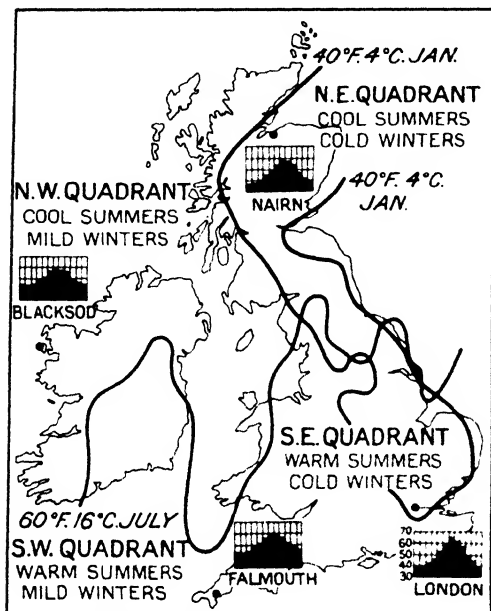 40°F. 4°C. JAN.
N.E. QUADRANT
COOL SUMMERS
COLD WINTERS
NAIRN
40°F. 4°C.
JAN.
N.W. QUADRANT
COOL SUMMERS
MILD WINTERS
BLACKSOD
S.E. QUADRANT
WARM SUMMERS
COLD WINTERS
60°F. 16°C. JULY
S.W. QUADRANT
WARM SUMMERS
MILD WINTERS
FALMOUTH
70
60
50
40
30
LONDON